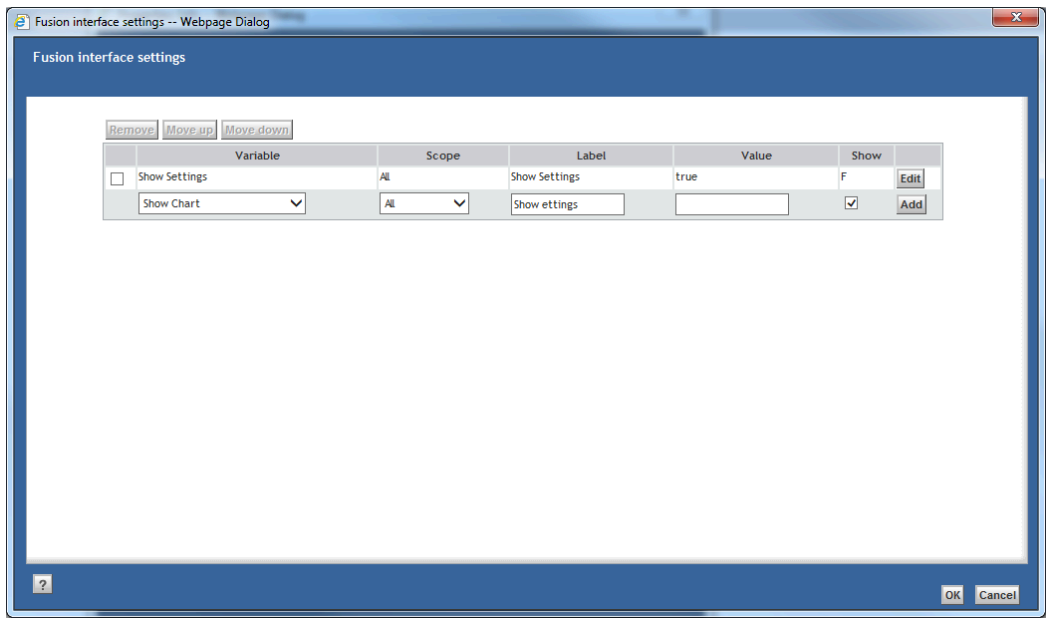 Fusion interface settings -- Webpage Dialog
Fusion interface settings
Remove Move up Move down
Variable Scope Label Value Show
Show Settings All Show Settings true F Edit
Show Chart All Show ettings Add
?
OK Cancel